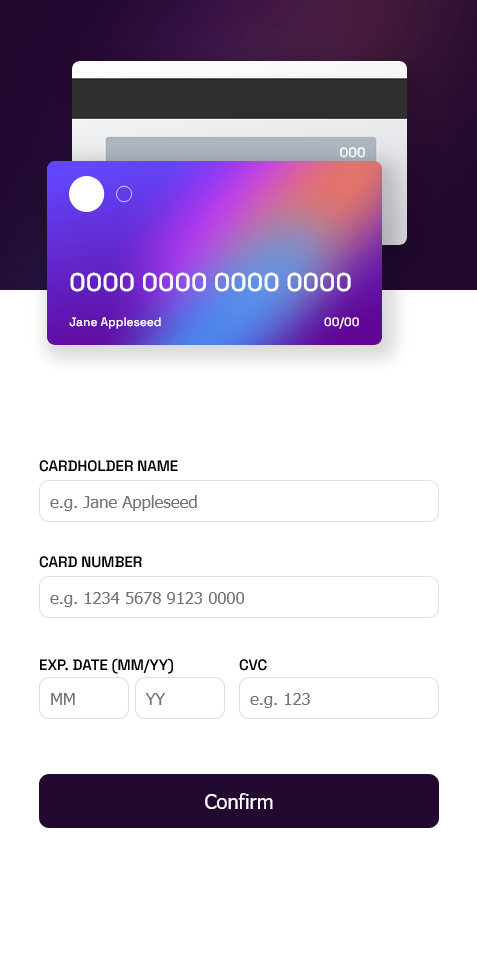 000
0000 0000 0000 0000
Jane Appleseed 00/00
CARDHOLDER NAME
e.g. Jane Appleseed
CARD NUMBER
e.g. 1234 5678 9123 0000
EXP. DATE (MM/YY) CVC
MM YY e.g. 123
Confirm